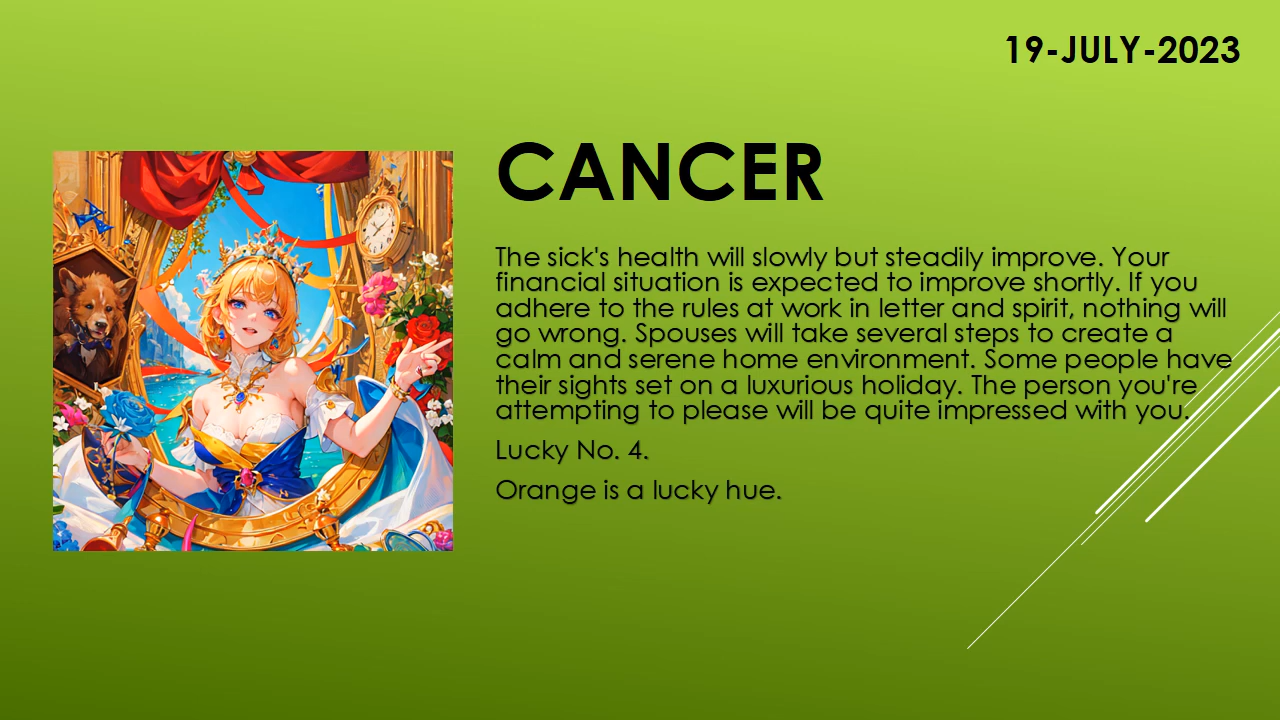 19-JULY-2023
CANCER
The sick's health will slowly but steadily improve. Your
financial situation is expected to improve shortly. If you
adhere to the rules at work in letter and spirit, nothing will
go wrong. Spouses will take several steps to create a
calm and serene home environment. Some people have
their sights set on a luxurious holiday. The person you're
attempting to please will be quite impressed with you.
Lucky No. 4.
Orange is a lucky hue.